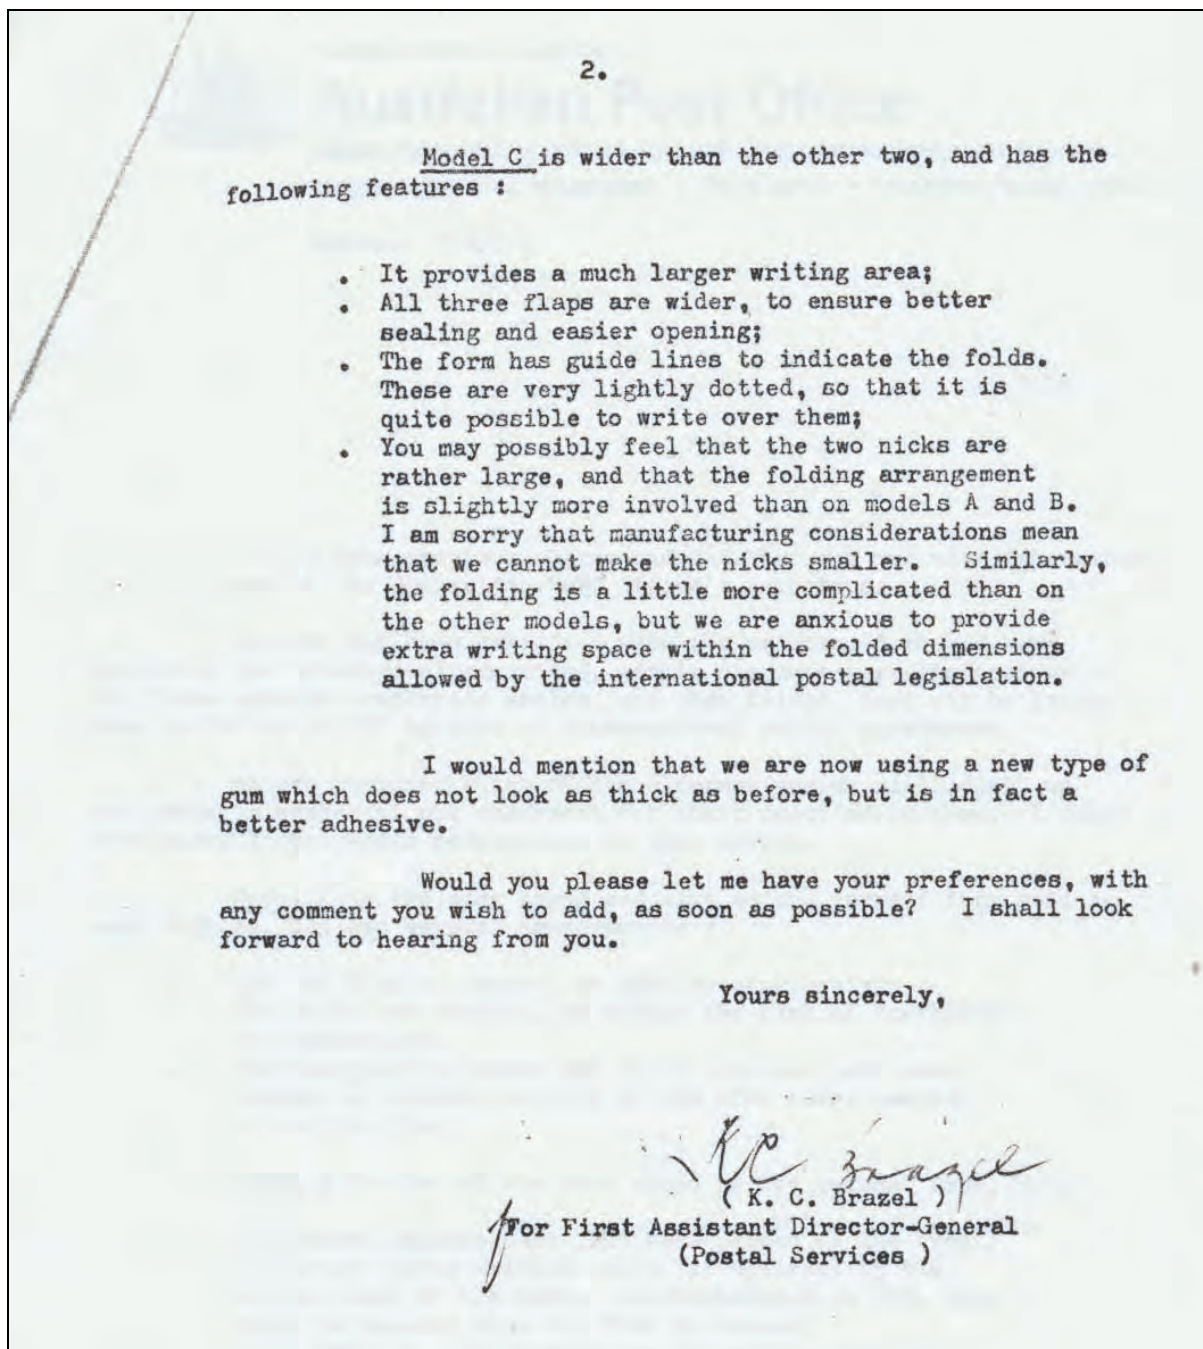 2.
Model C is wider than the other two, and has the
following features :
. It provides a much larger writing area;
. All three flaps are wider, to ensure better
sealing and easier opening;
. The form has guide lines to indicate the folds.
These are very lightly dotted, so that it is
quite possible to write over them;
. You may possibly feel that the two nicks are
rather large, and that the folding arrangement
is slightly more involved than on models A and B.
I am sorry that manufacturing considerations mean
that we cannot make the nicks smaller. Similarly,
the folding is a little more complicated than on
the other models, but we are anxious to provide
extra writing space within the folded dimensions
allowed by the international postal legislation.
I would mention that we are now using a new type of
gum which does not look as thick as before, but is in fact a
better adhesive.
Would you please let me have your preferences, with
any comment you wish to add, as soon as possible? I shall look
forward to hearing from you.
Yours sincerely,
KC Brazel
( K. C. Brazel )
For First Assistant Director-General
(Postal Services )